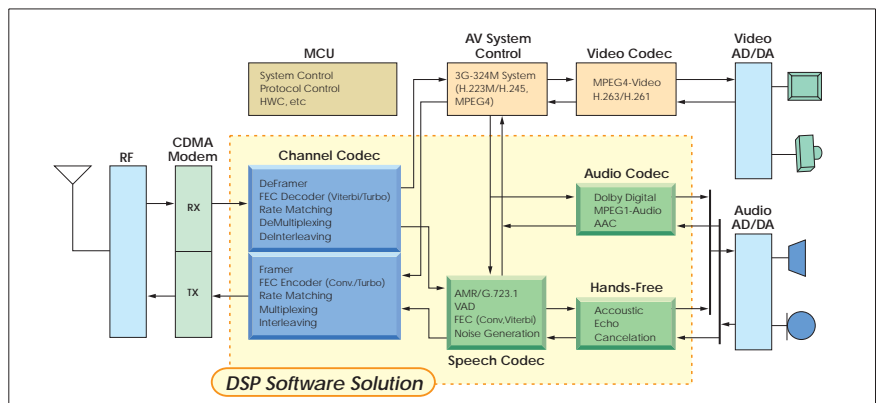 MCU
System Control
Protocol Control
HWC, etc
AV System
Control
3G-324M System
(H.223M/H.245,
MPEG4)
Video Codec
MPEG4-Video
H.263/H.261
Video
AD/DA
RF
CDMA
Modem
RX
TX
Channel Codec
DeFramer
FEC Decoder (Viterbi/Turbo)
Rate Matching
DeMultiplexing
DeInterleaving
Framer
FEC Encoder (Conv./Turbo)
Rate Matching
Multiplexing
Interleaving
Audio Codec
Dolby Digital
MPEG1-Audio
AAC
Audio
AD/DA
AMR/G.723.1
VAD
FEC (Conv,Viterbi)
Noise Generation
Speech Codec
Hands-Free
Accoustic
Echo
Cancelation
DSP Software Solution